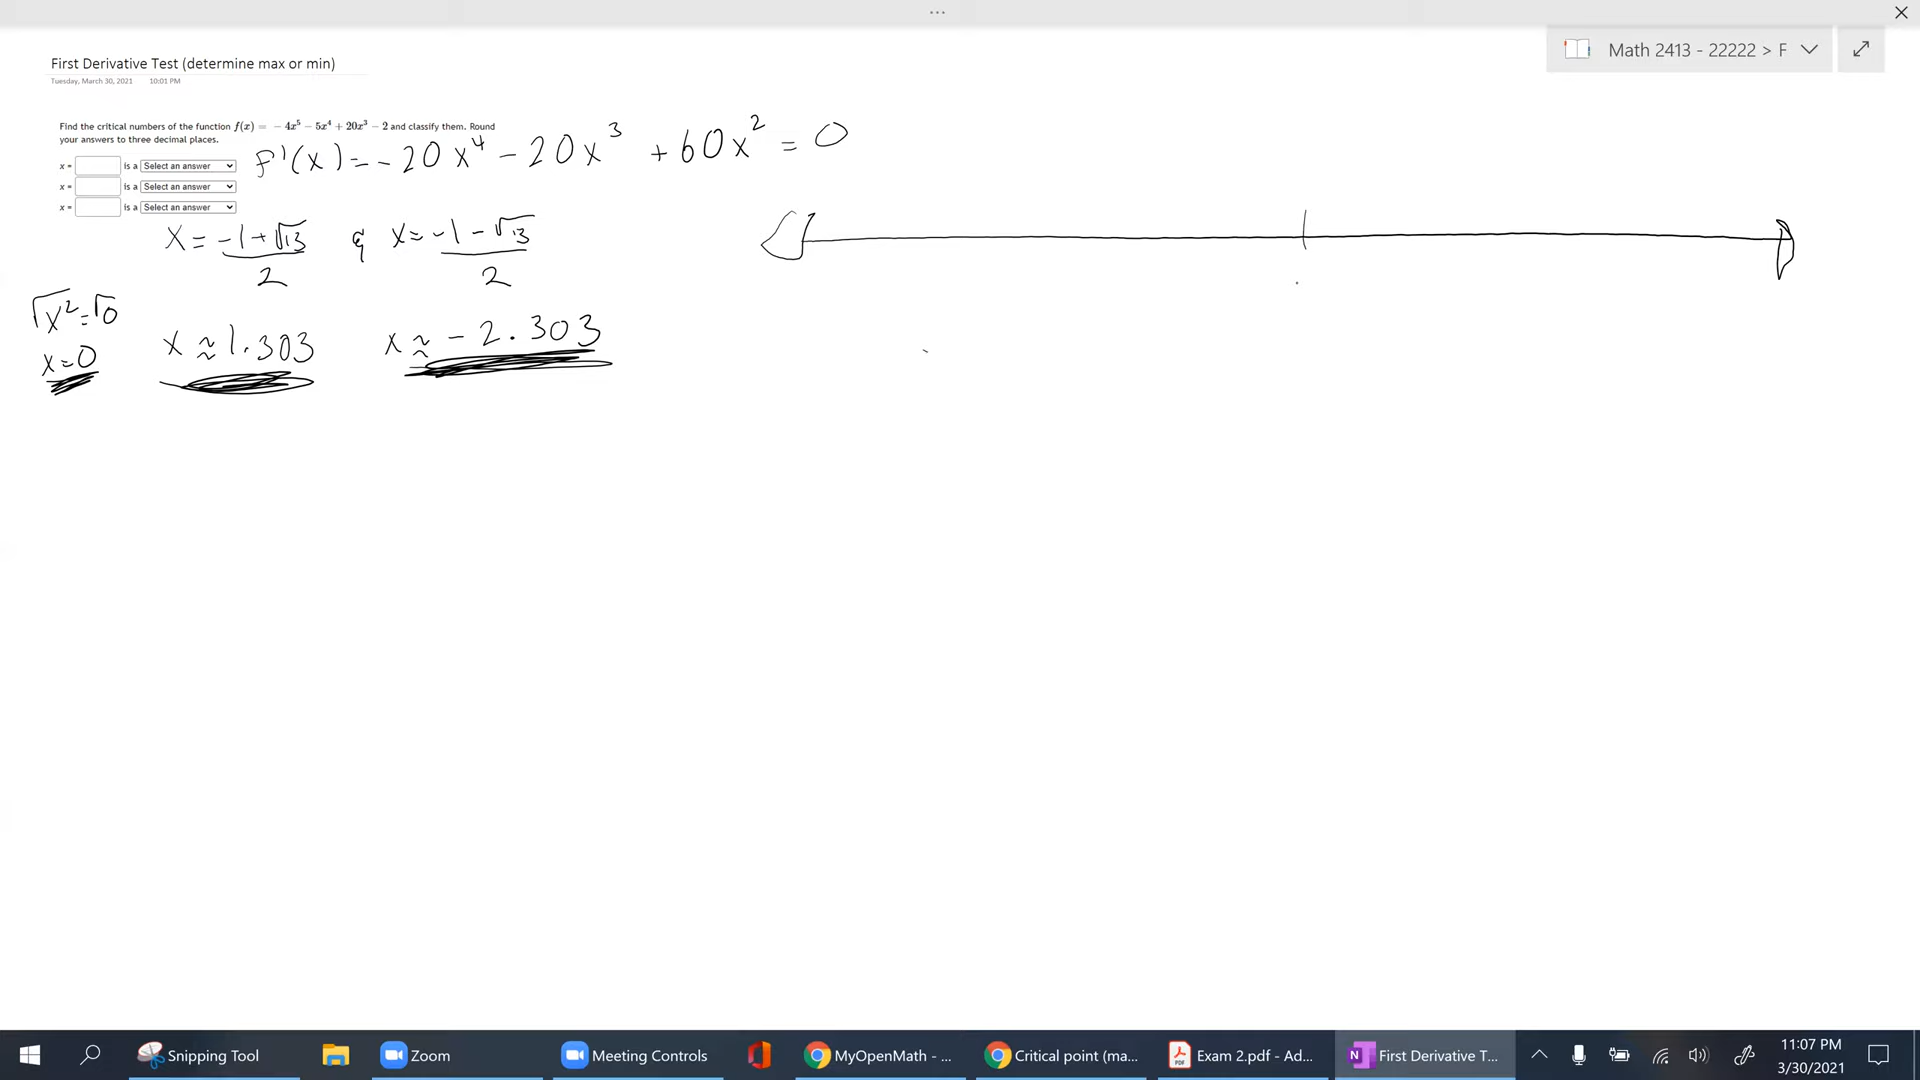 Math 2413 - 22222 > F
First Derivative Test (determine max or min)
Tuesday, March 30, 2021 10:01 PM
Find the critical numbers of the function f(x) = - 4x⁵ - 5x⁴ + 20x³ - 2 and classify them. Round
your answers to three decimal places.
x = is a Select an answer
x = is a Select an answer
x = is a Select an answer
F'(x) = -20x⁴ - 20x³ + 60x² = 0
x = (-1+√13)/2 & x = (-1-√13)/2
√x² = √0
x = 0
x ≈ 1.303
x ≈ -2.303
Snipping Tool
Zoom
Meeting Controls
MyOpenMath - ...
Critical point (ma...
Exam 2.pdf - Ad...
First Derivative T...
11:07 PM
3/30/2021